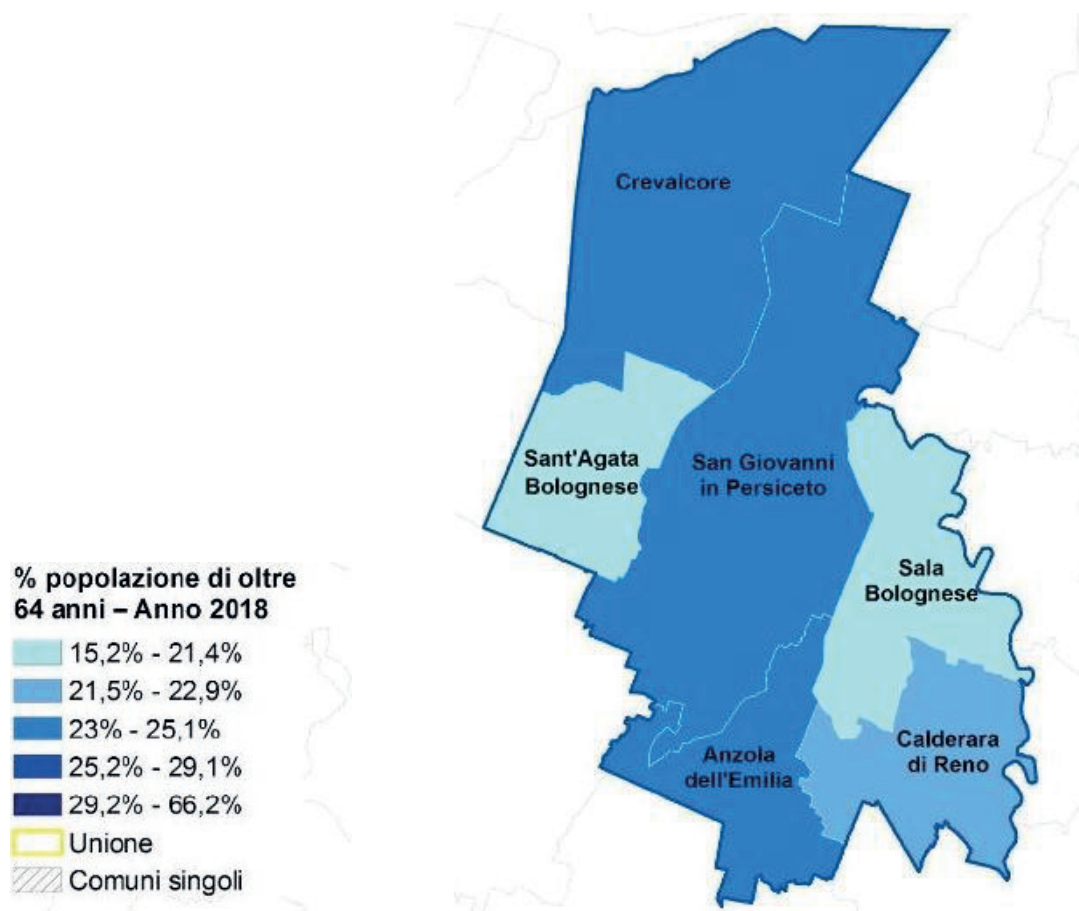 Crevalcore
Sant'Agata
Bolognese
San Giovanni
in Persiceto
Sala
Bolognese
Calderara
di Reno
Anzola
dell'Emilia
% popolazione di oltre
64 anni – Anno 2018
15,2% - 21,4%
21,5% - 22,9%
23% - 25,1%
25,2% - 29,1%
29,2% - 66,2%
Unione
Comuni singoli